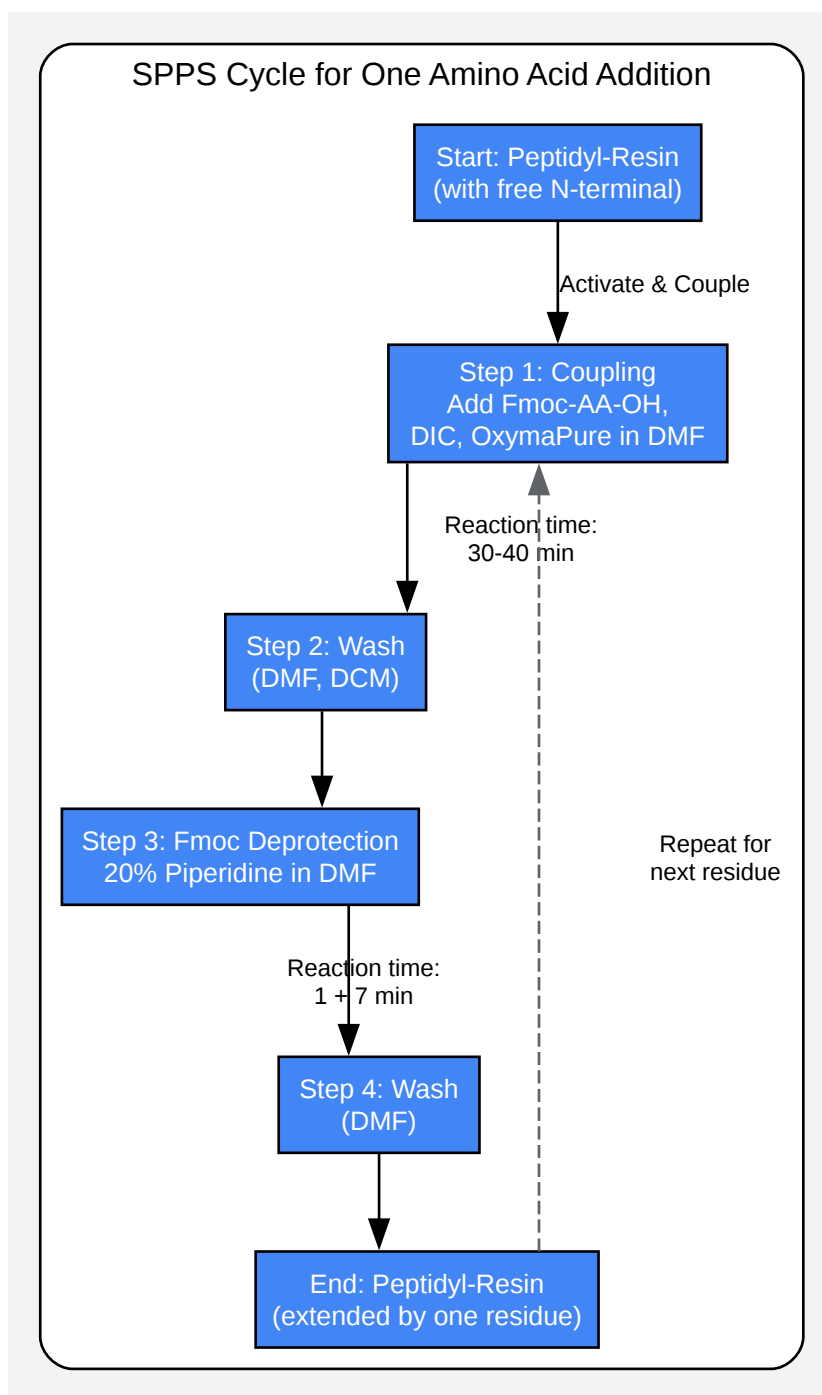 SPPS Cycle for One Amino Acid Addition
Start: Peptidyl-Resin
(with free N-terminal)
Activate & Couple
Step 1: Coupling
Add Fmoc-AA-OH,
DIC, OxymaPure in DMF
Reaction time:
30-40 min
Step 2: Wash
(DMF, DCM)
Step 3: Fmoc Deprotection
20% Piperidine in DMF
Repeat for
next residue
Reaction time:
1 + 7 min
Step 4: Wash
(DMF)
End: Peptidyl-Resin
(extended by one residue)